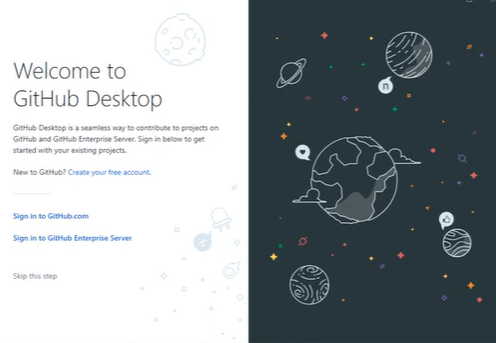 Welcome to
GitHub Desktop
GitHub Desktop is a seamless way to contribute to projects on
GitHub and GitHub Enterprise Server. Sign in below to get
started with your existing projects.
New to GitHub? Create your free account.
Sign in to GitHub.com
Sign in to GitHub Enterprise Server
Skip this step